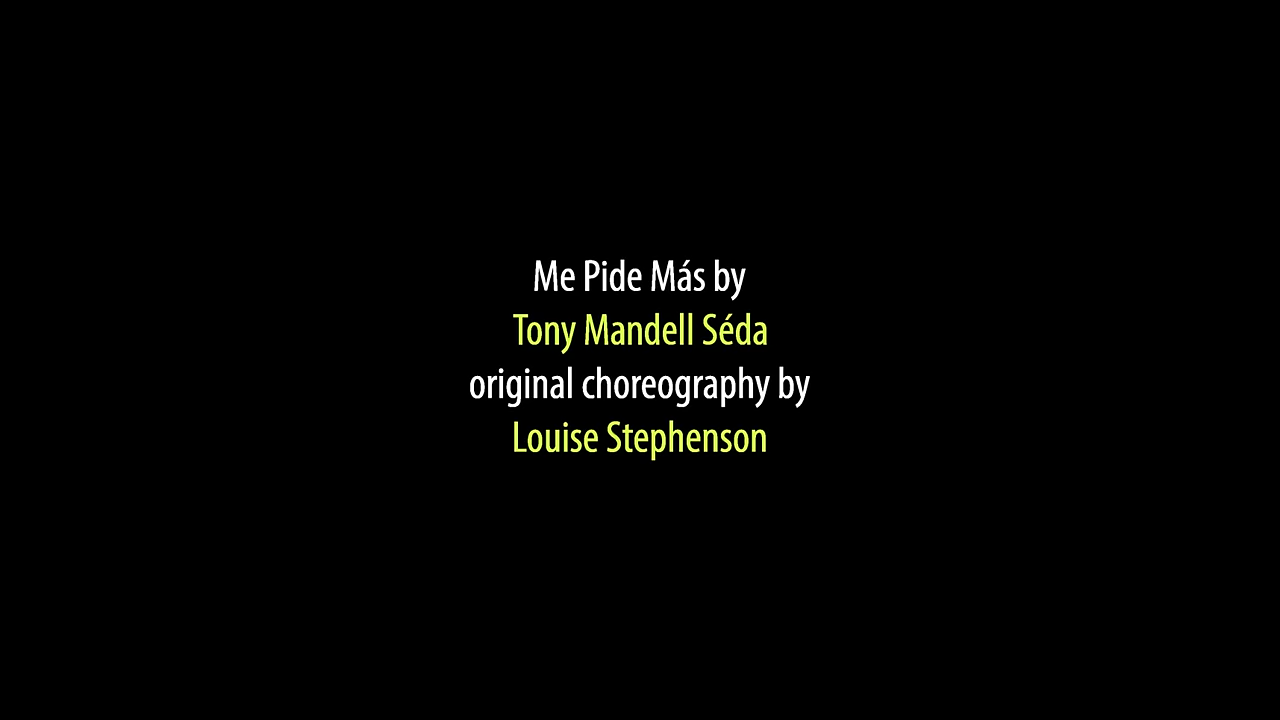 Me Pide Más by
Tony Mandell Séda
original choreography by
Louise Stephenson